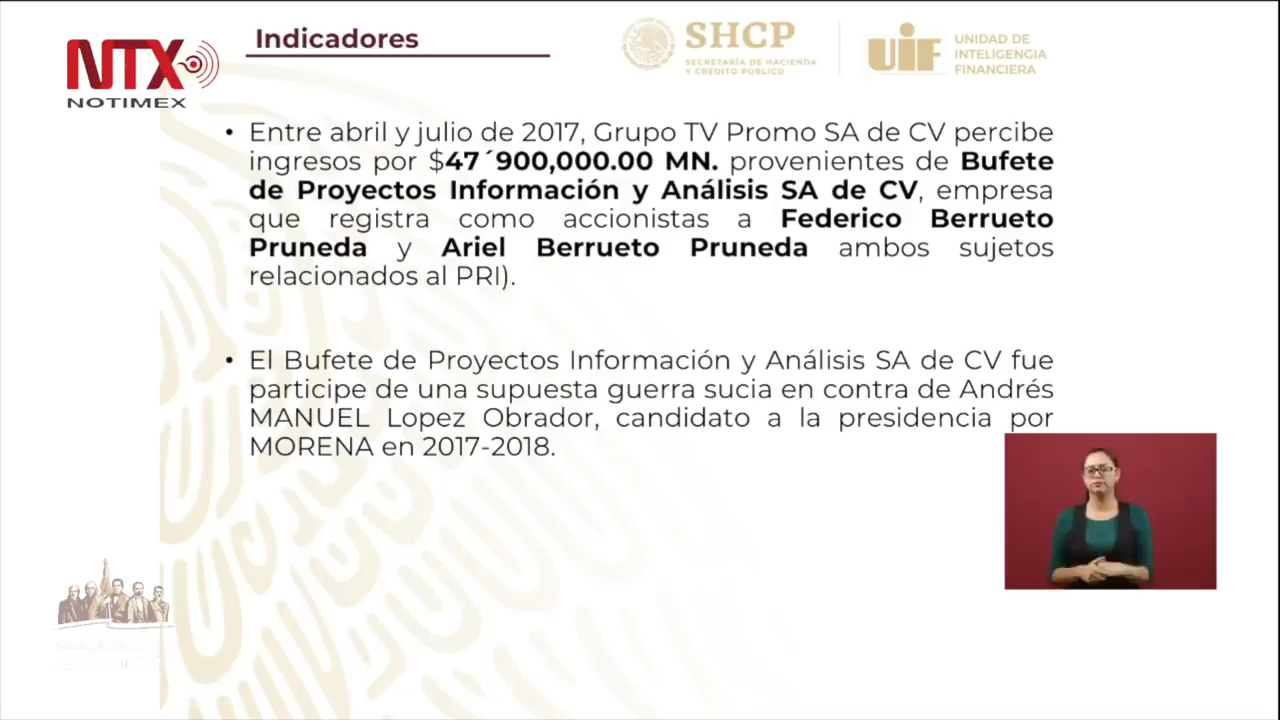 NTX
NOTIMEX
Indicadores
SHCP
SECRETARÍA DE HACIENDA
Y CRÉDITO PÚBLICO
UIF
UNIDAD DE
INTELIGENCIA
FINANCIERA
• Entre abril y julio de 2017, Grupo TV Promo SA de CV percibe
ingresos por $47´900,000.00 MN. provenientes de Bufete
de Proyectos Información y Análisis SA de CV, empresa
que registra como accionistas a Federico Berrueto
Pruneda y Ariel Berrueto Pruneda ambos sujetos
relacionados al PRI).
• El Bufete de Proyectos Información y Análisis SA de CV fue
participe de una supuesta guerra sucia en contra de Andrés
MANUEL Lopez Obrador, candidato a la presidencia por
MORENA en 2017-2018.